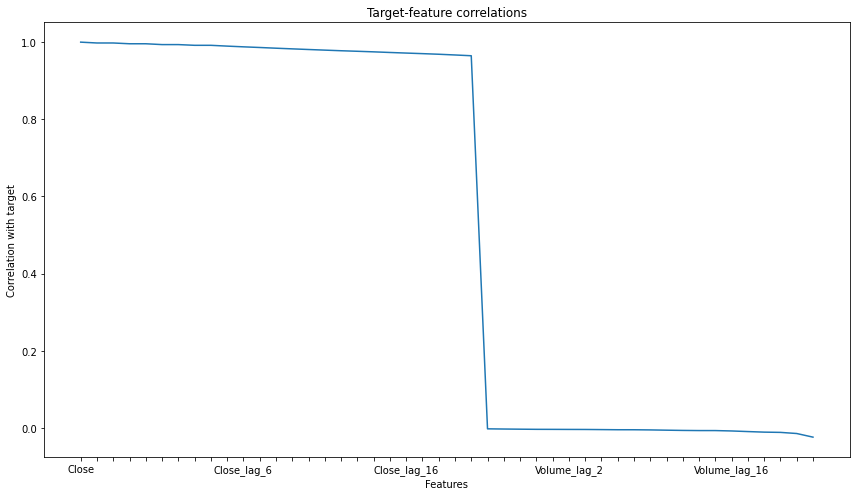 Target-feature correlations
Correlation with target
1.0
0.8
0.6
0.4
0.2
0.0
Close Close_lag_6 Close_lag_16 Volume_lag_2 Volume_lag_16
Features